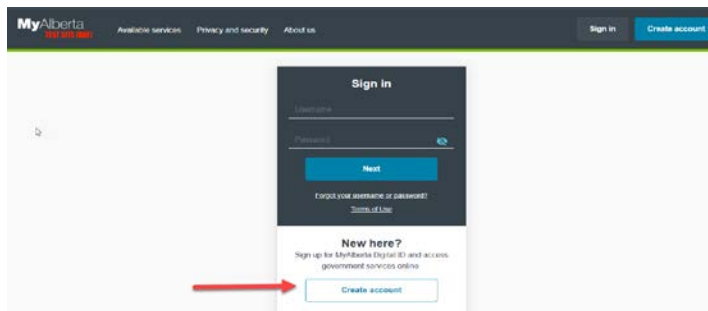 MyAlberta
TEST SITE ONLY
Available services Privacy and security About us Sign in Create account
Sign in
Username
Password
Next
Forgot your username or password?
Terms of Use
New here?
Sign up for MyAlberta Digital ID and access
government services online
Create account